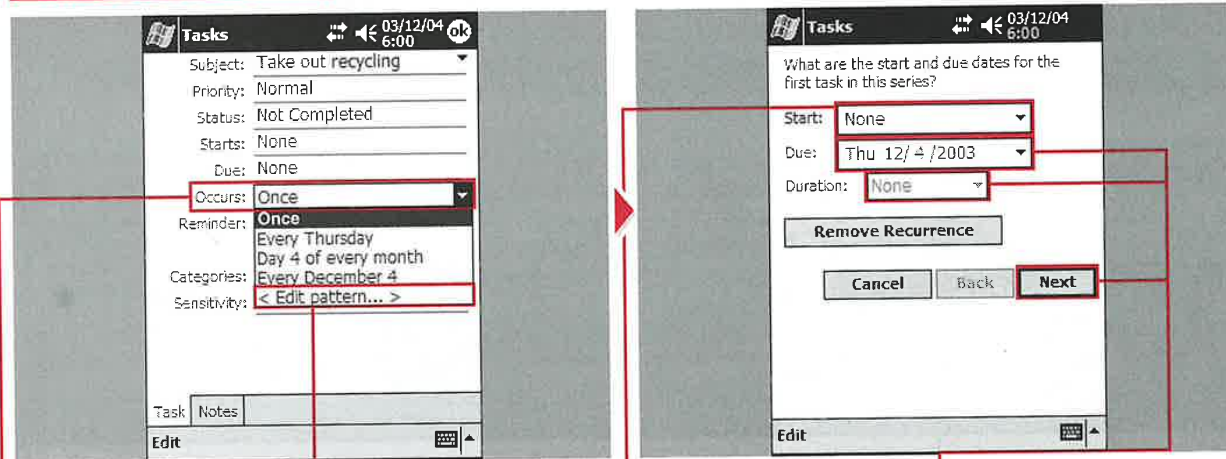 Tasks
03/12/04
6:00
ok
Subject: Take out recycling
Priority: Normal
Status: Not Completed
Starts: None
Due: None
Occurs: Once
Reminder: Once
Every Thursday
Day 4 of every month
Categories: Every December 4
Sensitivity: < Edit pattern... >
Task Notes
Edit
Tasks
03/12/04
6:00
What are the start and due dates for the
first task in this series?
Start: None
Due: Thu 12/ 4 /2003
Duration: None
Remove Recurrence
Cancel Back Next
Edit